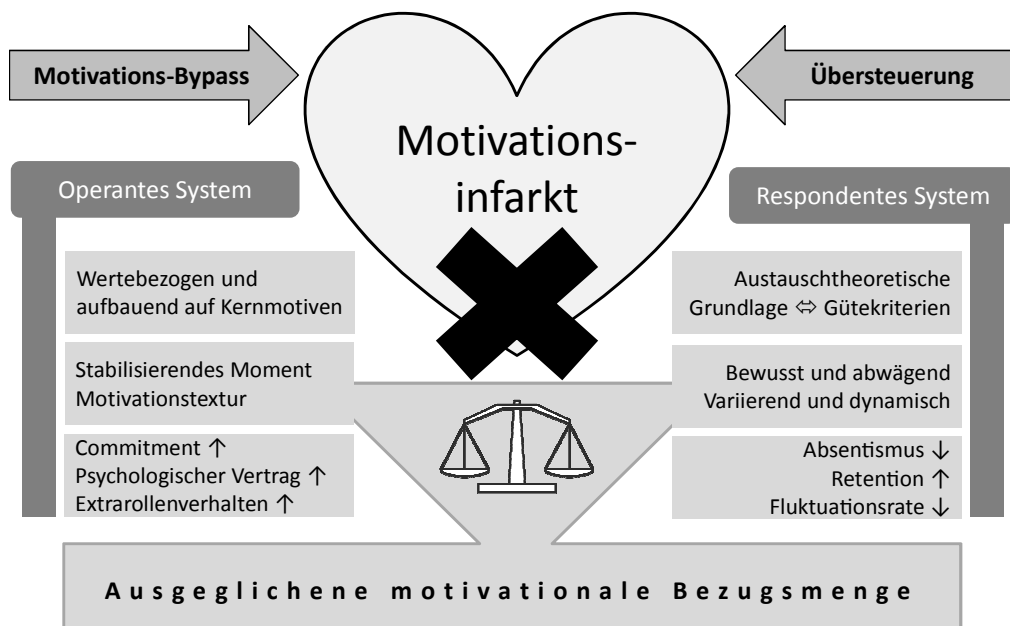 Motivations-Bypass
Übersteuerung
Motivations-
infarkt
Operantes System
Respondentes System
Wertebezogen und
aufbauend auf Kernmotiven
Stabilisierendes Moment
Motivationstextur
Commitment ↑
Psychologischer Vertrag ↑
Extrarollenverhalten ↑
Austauschtheoretische
Grundlage ⇔ Gütekriterien
Bewusst und abwägend
Variierend und dynamisch
Absentismus ↓
Retention ↑
Fluktuationsrate ↓
Ausgeglichene motivationale Bezugsmenge